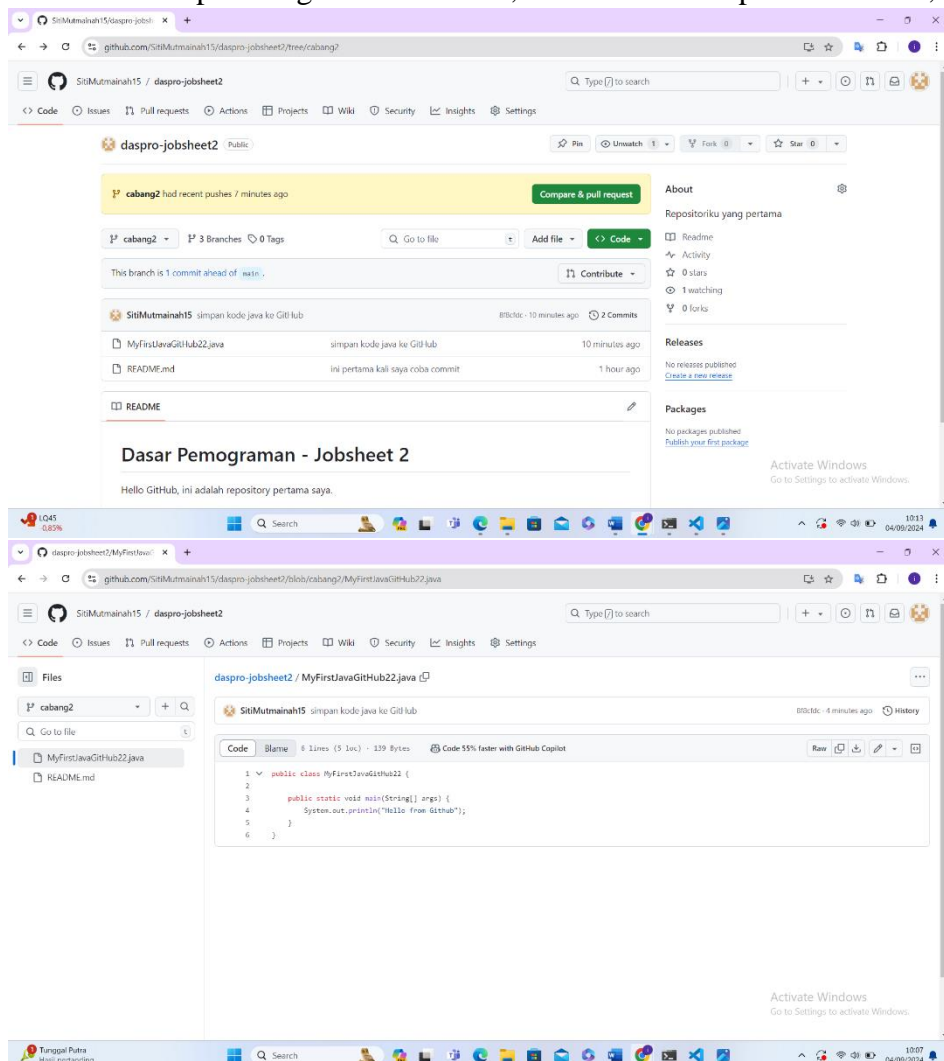 SitiMutmainah15/daspro-jobsh
github.com/SitiMutmainah15/daspro-jobsheet2/tree/cabang2
SitiMutmainah15 / daspro-jobsheet2
Type / to search
Code Issues Pull requests Actions Projects Wiki Security Insights Settings
daspro-jobsheet2 Public
Pin Unwatch 1 Fork 0 Star 0
cabang2 had recent pushes 7 minutes ago
Compare & pull request
cabang2 3 Branches 0 Tags
Go to file t
Add file Code
This branch is 1 commit ahead of main .
Contribute
SitiMutmainah15 simpan kode java ke GitHub
8f8cfdc · 10 minutes ago 2 Commits
MyFirstJavaGitHub22.java simpan kode java ke GitHub 10 minutes ago
README.md ini pertama kali saya coba commit 1 hour ago
README
Dasar Pemograman - Jobsheet 2
Hello GitHub, ini adalah repository pertama saya.
About
Repositoriku yang pertama
Readme
Activity
0 stars
1 watching
0 forks
Releases
No releases published
Create a new release
Packages
No packages published
Publish your first package
Activate Windows
Go to Settings to activate Windows.
LQ45
0,85%
Search
10:13
04/09/2024
daspro-jobsheet2/MyFirstJavaG
github.com/SitiMutmainah15/daspro-jobsheet2/blob/cabang2/MyFirstJavaGitHub22.java
SitiMutmainah15 / daspro-jobsheet2
Type / to search
Code Issues Pull requests Actions Projects Wiki Security Insights Settings
Files
cabang2
Go to file t
MyFirstJavaGitHub22.java
README.md
daspro-jobsheet2 / MyFirstJavaGitHub22.java
SitiMutmainah15 simpan kode java ke GitHub
8f8cfdc · 4 minutes ago History
Code Blame 6 lines (5 loc) · 139 Bytes Code 55% faster with GitHub Copilot
Raw
1 public class MyFirstJavaGitHub22 {
2
3 public static void main(String[] args) {
4 System.out.println("Hello from Github");
5 }
6 }
Activate Windows
Go to Settings to activate Windows.
Tunggal Putra
Hasil pertandingan
Search
10:07
04/09/2024